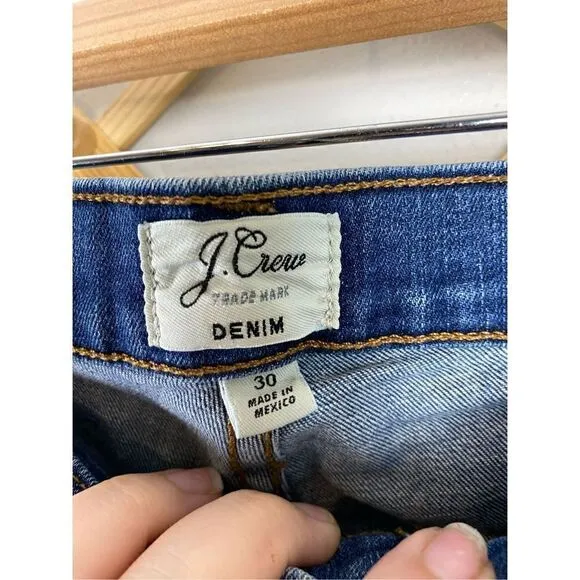 J.Crew
TRADE MARK
DENIM
30
MADE IN
MEXICO